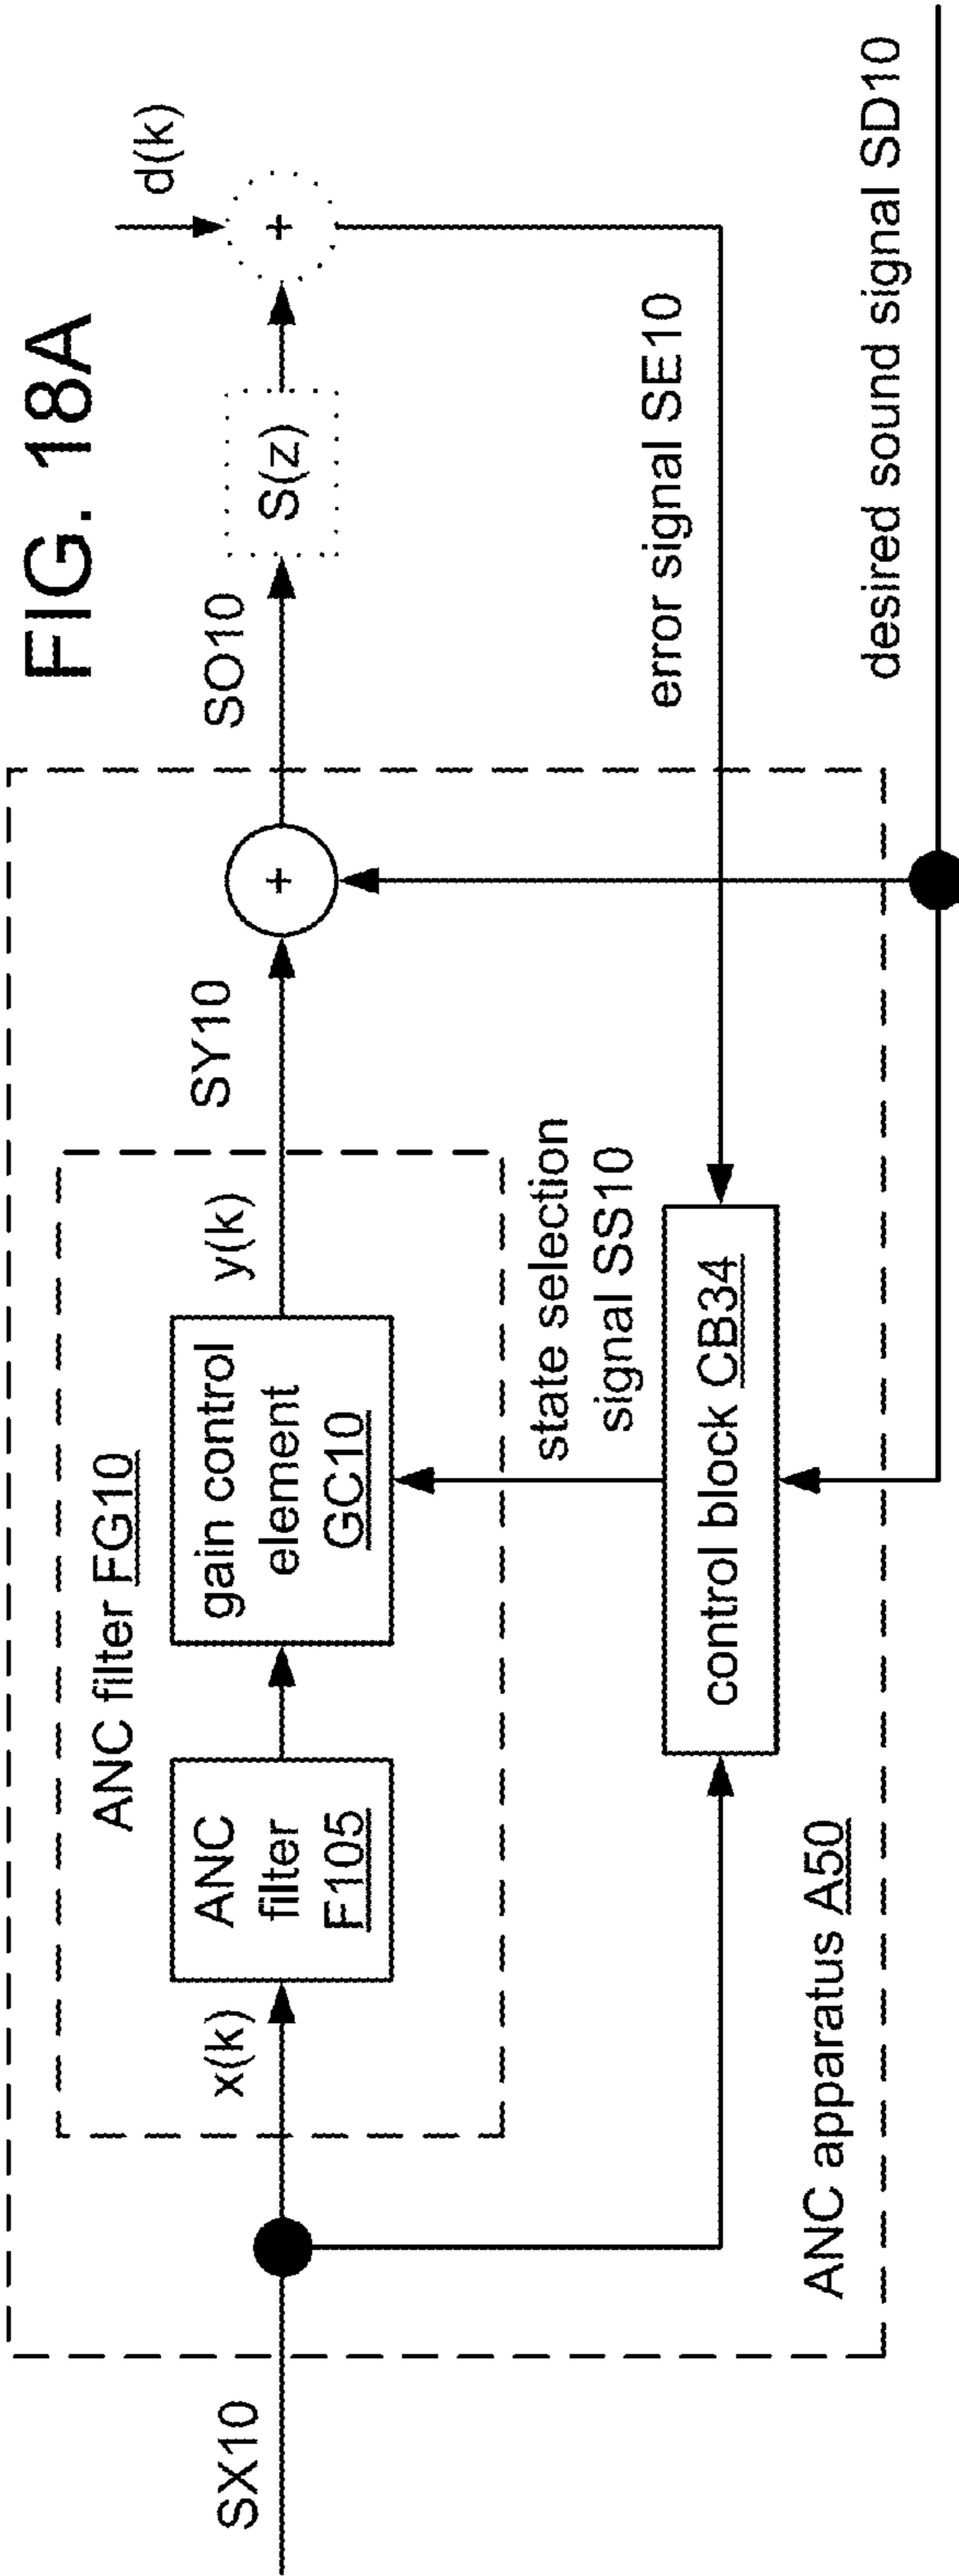 FIG. 18A
ANC filter FG10
SX10
x(k)
ANC
filter
F105
gain control
element
GC10
y(k)
SY10
SO10
S(z)
d(k)
+
+
state selection
signal SS10
error signal SE10
control block CB34
ANC apparatus A50
desired sound signal SD10